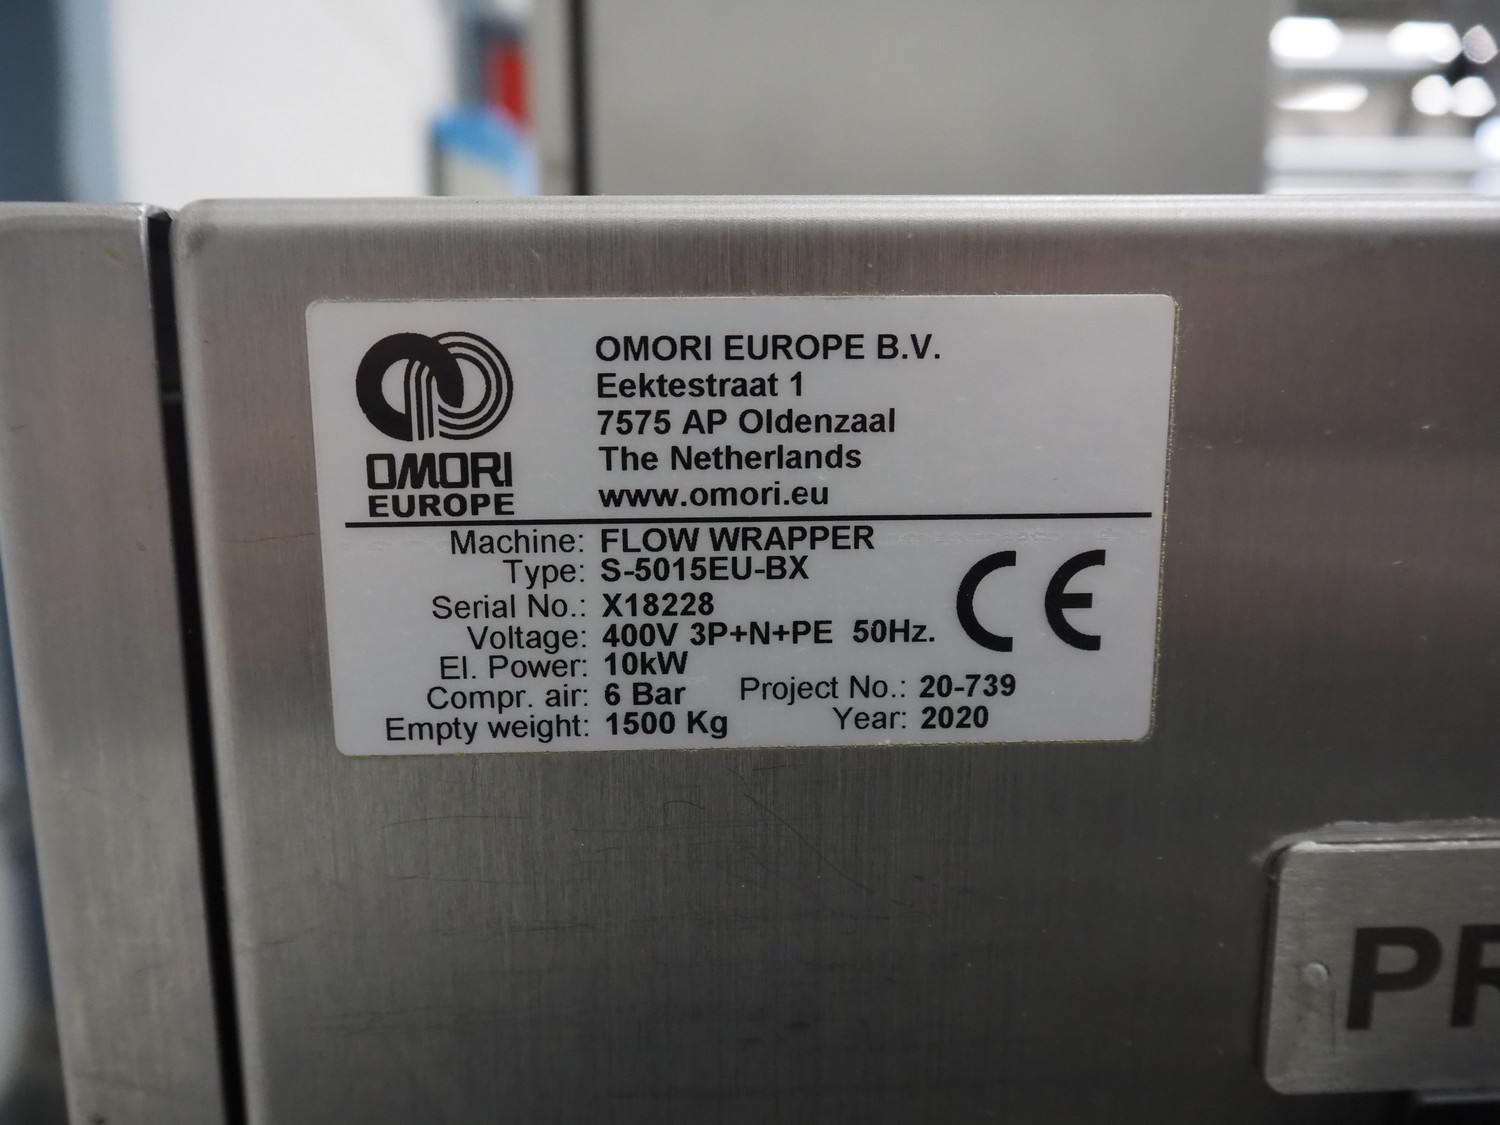 OMORI
EUROPE
OMORI EUROPE B.V.
Eektestraat 1
7575 AP Oldenzaal
The Netherlands
www.omori.eu
Machine: FLOW WRAPPER
Type: S-5015EU-BX
Serial No.: X18228
Voltage: 400V 3P+N+PE 50Hz.
El. Power: 10kW
Compr. air: 6 Bar Project No.: 20-739
Empty weight: 1500 Kg Year: 2020
CE